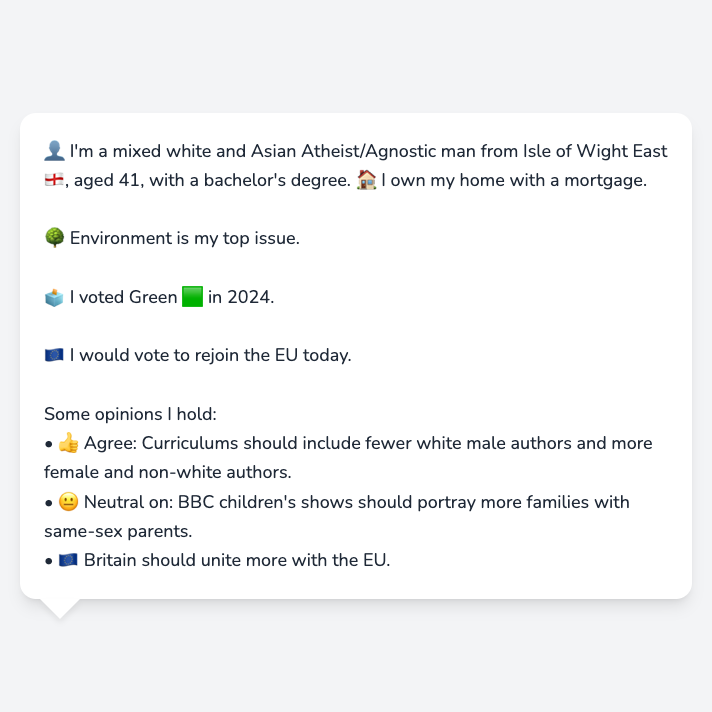 👤 I'm a mixed white and Asian Atheist/Agnostic man from Isle of Wight East
🏴󠁧󠁢󠁥󠁮󠁧󠁿, aged 41, with a bachelor's degree. 🏠 I own my home with a mortgage.
🌳 Environment is my top issue.
🗳️ I voted Green 🟩 in 2024.
🇪🇺 I would vote to rejoin the EU today.
Some opinions I hold:
• 👍 Agree: Curriculums should include fewer white male authors and more
female and non-white authors.
• 😐 Neutral on: BBC children's shows should portray more families with
same-sex parents.
• 🇪🇺 Britain should unite more with the EU.